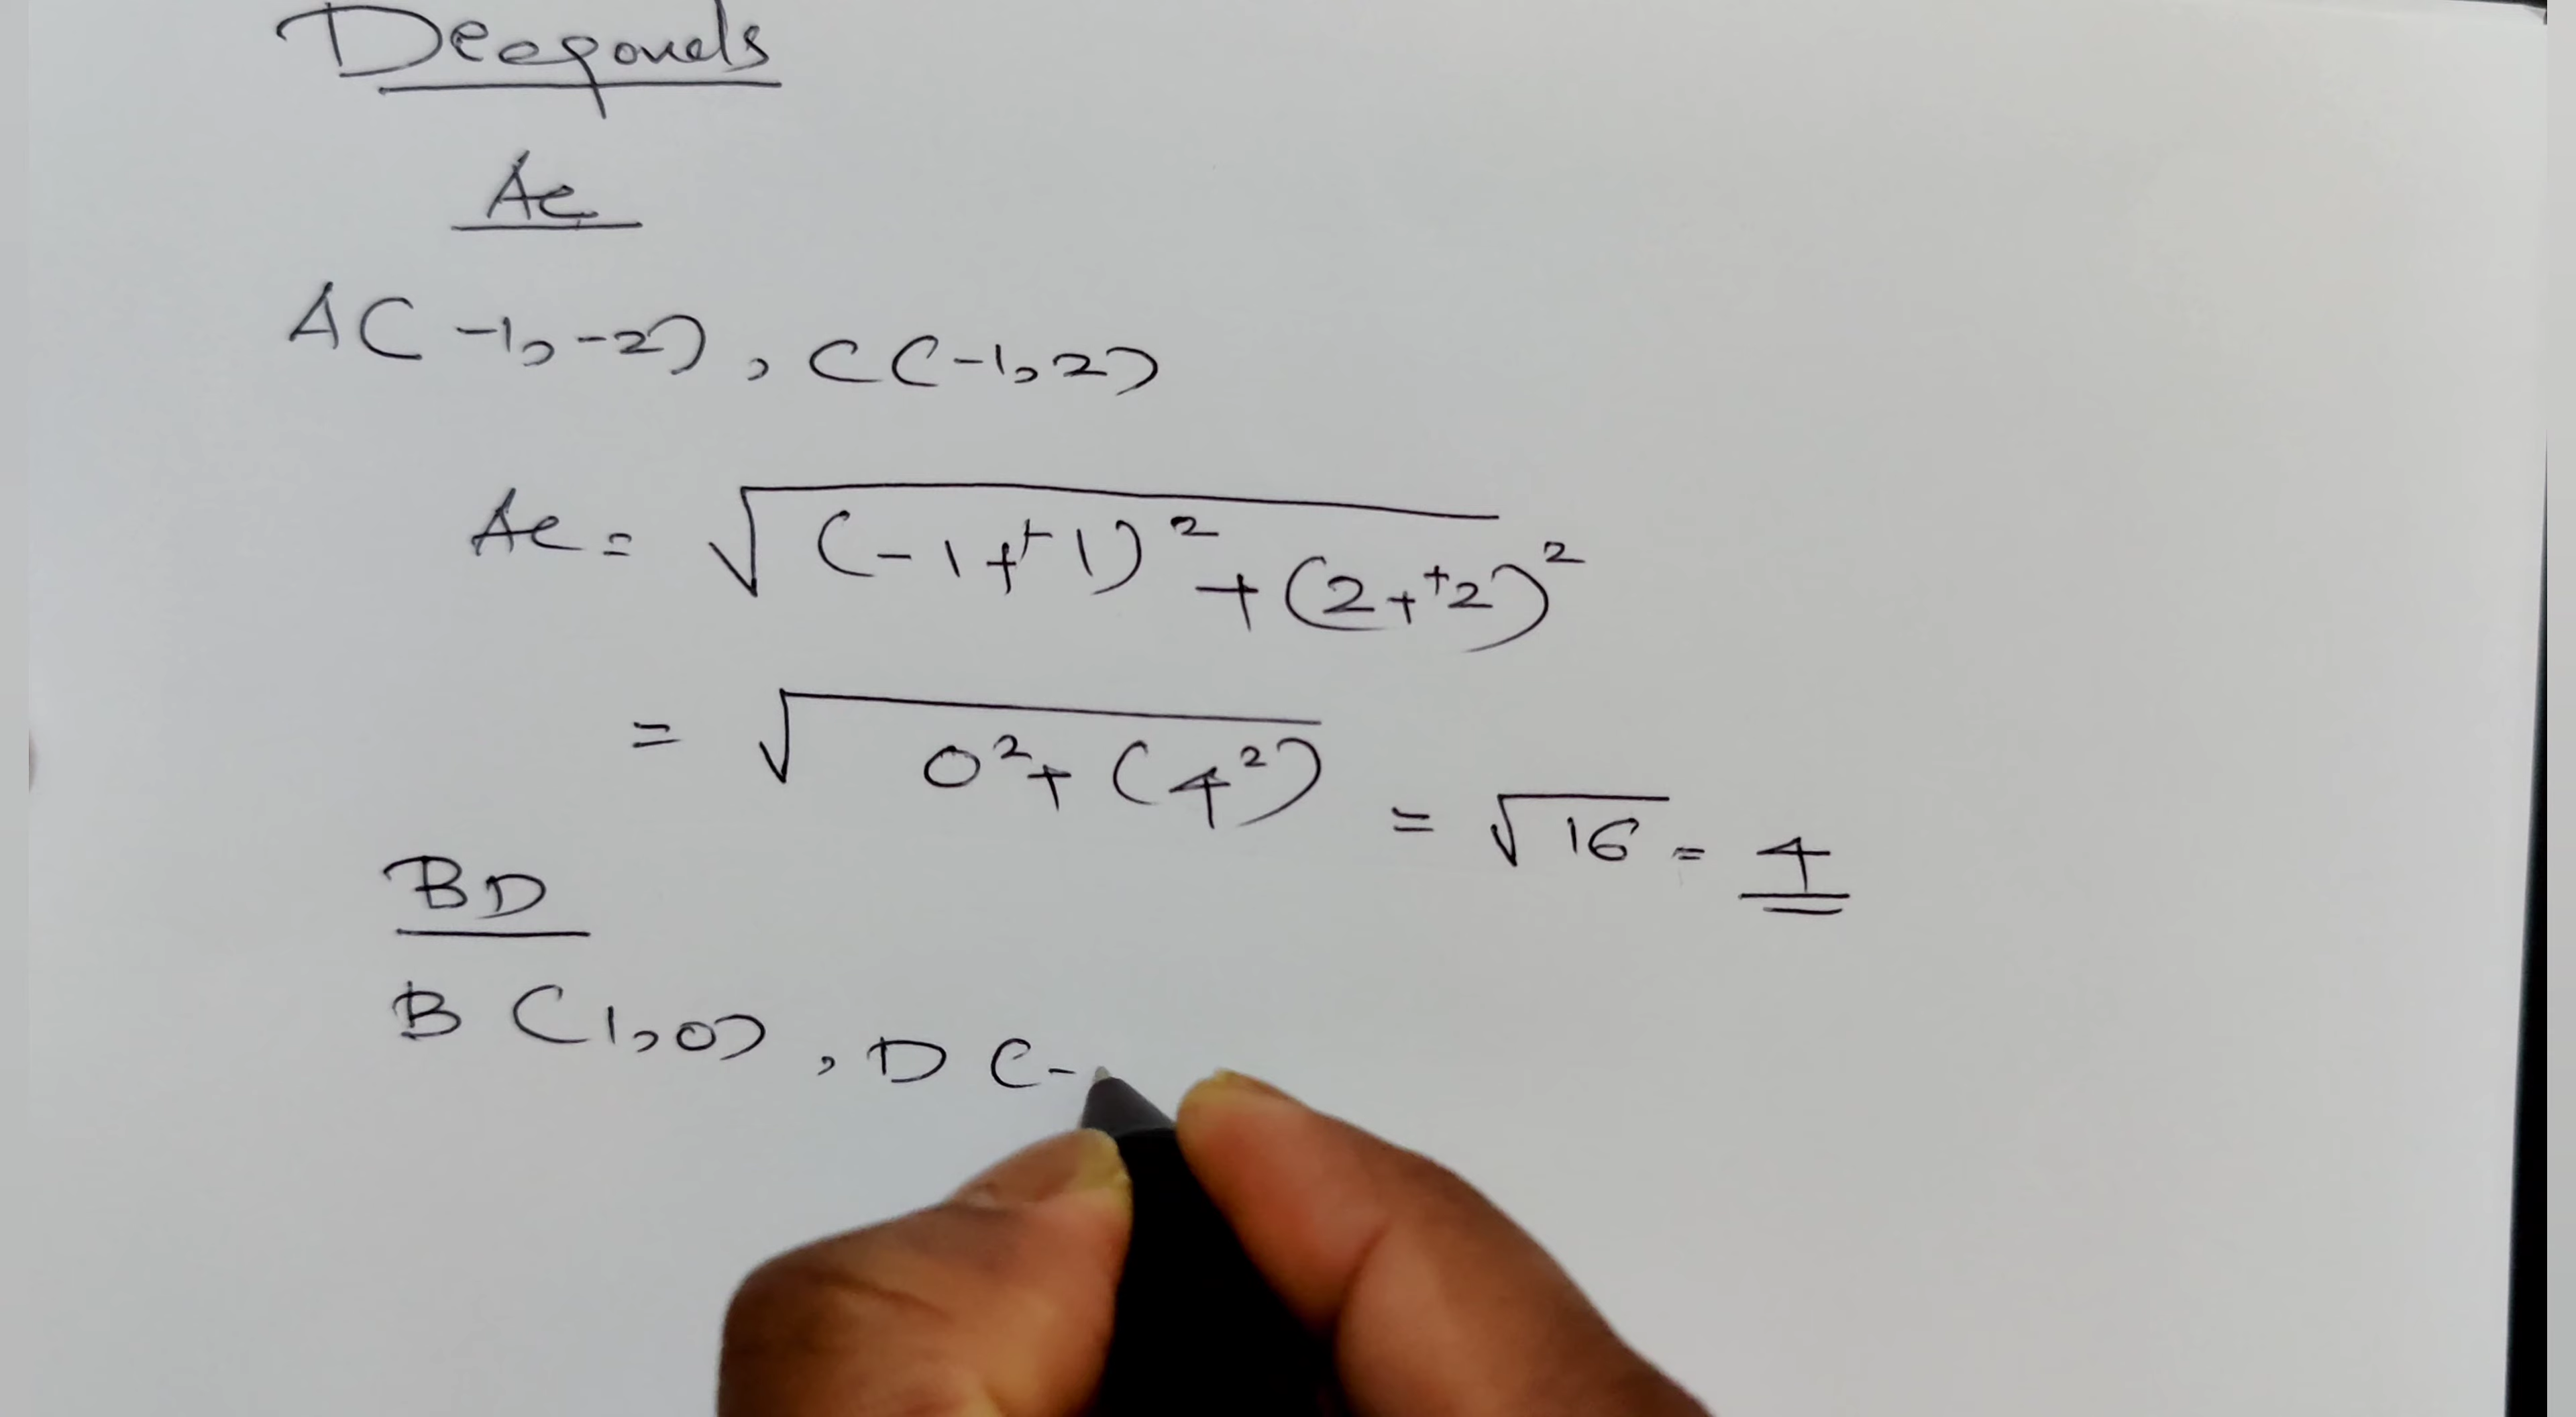 Deagonals
AC
A(-1,-2), C(-1,2)
AC = √(-1++1)² + (2++2)²
= √0²+(4²) = √16 = 4
BD
B(1,0), D(-